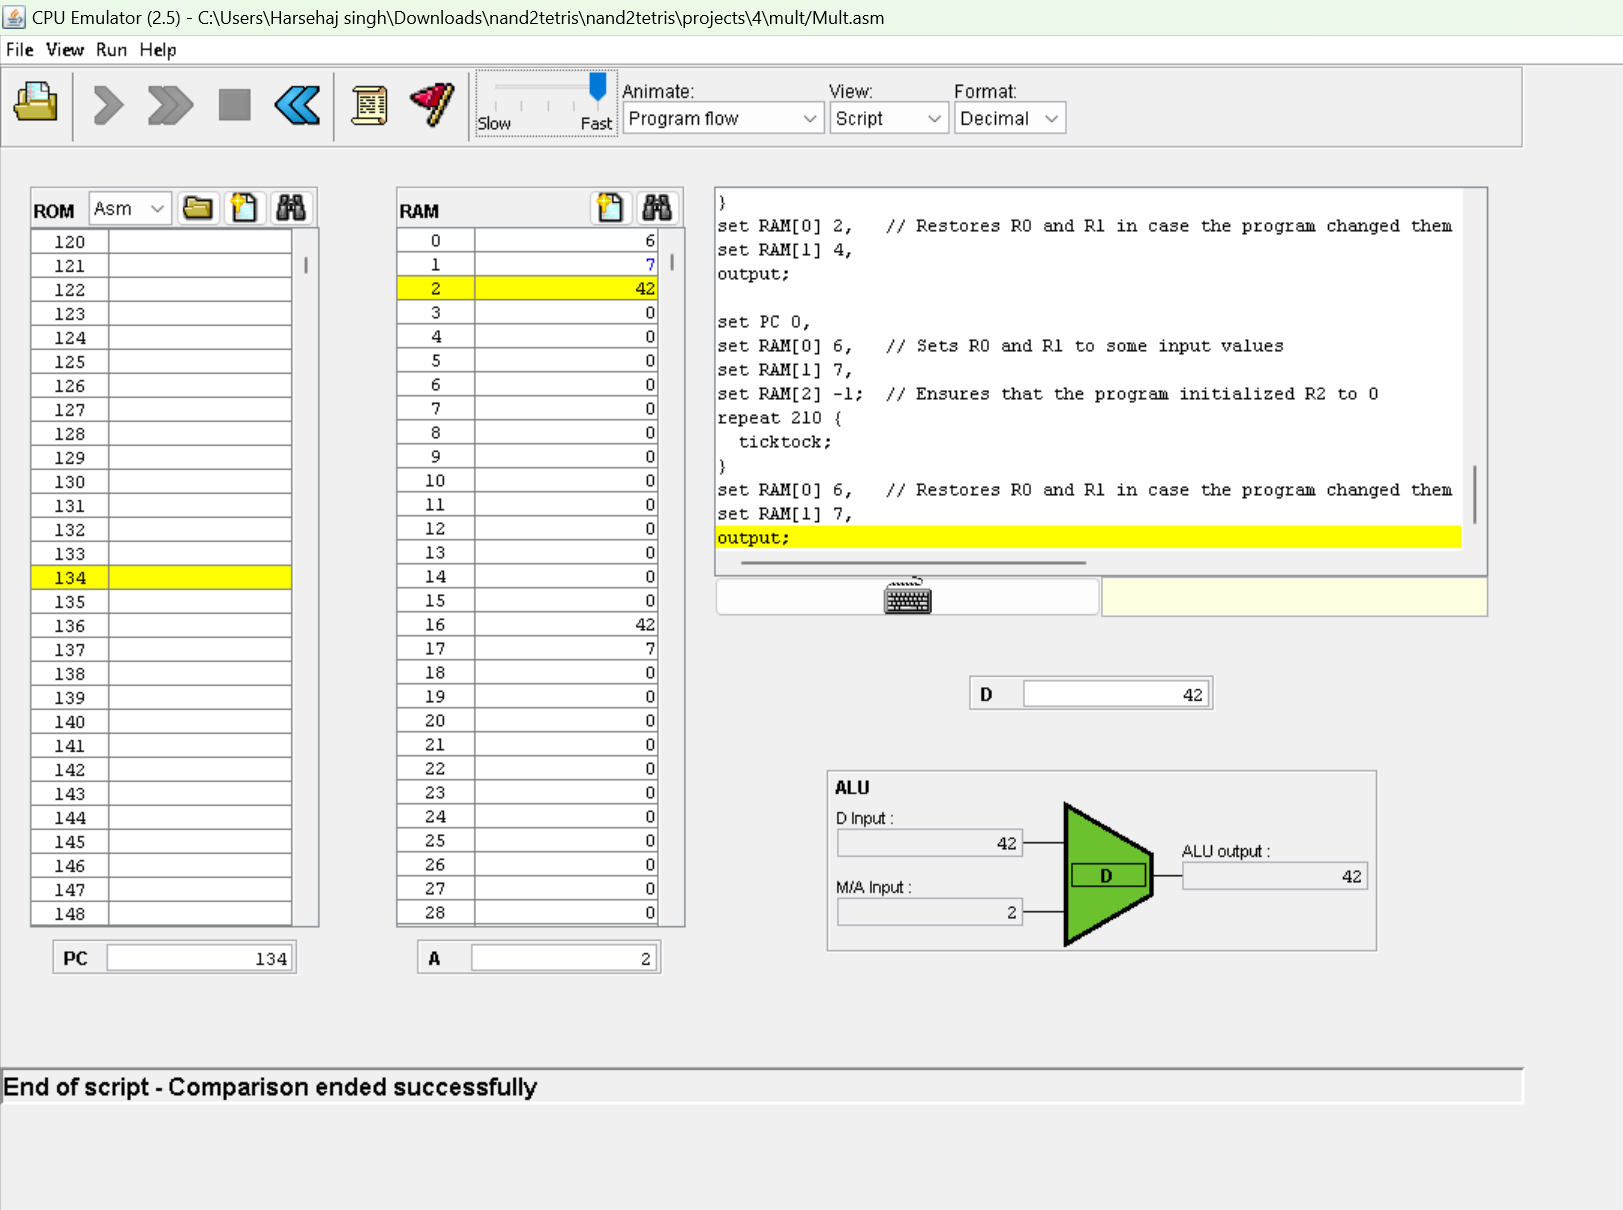 CPU Emulator (2.5) - C:\Users\Harsehaj singh\Downloads\nand2tetris\nand2tetris\projects\4\mult/Mult.asm
File View Run Help
Slow Fast
Animate:
Program flow
View:
Script
Format:
Decimal
ROM Asm
120
121
122
123
124
125
126
127
128
129
130
131
132
133
134
135
136
137
138
139
140
141
142
143
144
145
146
147
148
PC 134
RAM
0 6
1 7
2 42
3 0
4 0
5 0
6 0
7 0
8 0
9 0
10 0
11 0
12 0
13 0
14 0
15 0
16 42
17 7
18 0
19 0
20 0
21 0
22 0
23 0
24 0
25 0
26 0
27 0
28 0
A 2
}
set RAM[0] 2,   // Restores R0 and R1 in case the program changed them
set RAM[1] 4,
output;
set PC 0,
set RAM[0] 6,   // Sets R0 and R1 to some input values
set RAM[1] 7,
set RAM[2] -1;  // Ensures that the program initialized R2 to 0
repeat 210 {
  ticktock;
}
set RAM[0] 6,   // Restores R0 and R1 in case the program changed them
set RAM[1] 7,
output;
D 42
ALU
D Input :
42
M/A Input :
2
D
ALU output :
42
End of script - Comparison ended successfully